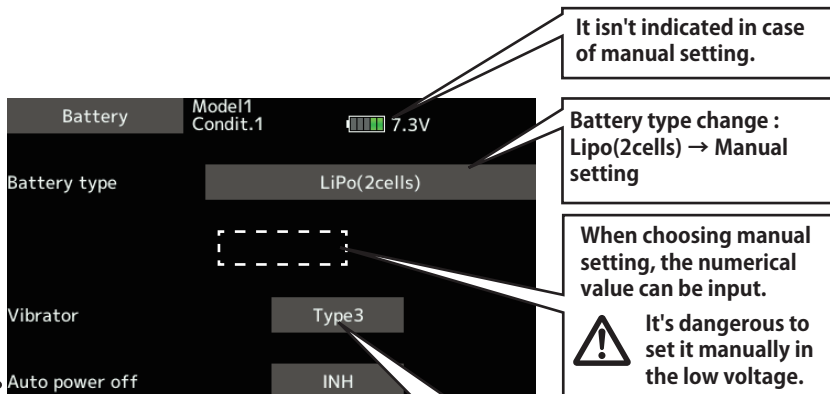 It isn't indicated in case
of manual setting.
Battery
Model1
Condit.1
7.3V
Battery type change :
Lipo(2cells) → Manual
setting
Battery type
LiPo(2cells)
When choosing manual
setting, the numerical
value can be input.
It's dangerous to
set it manually in
the low voltage.
Vibrator
Type3
Auto power off
INH